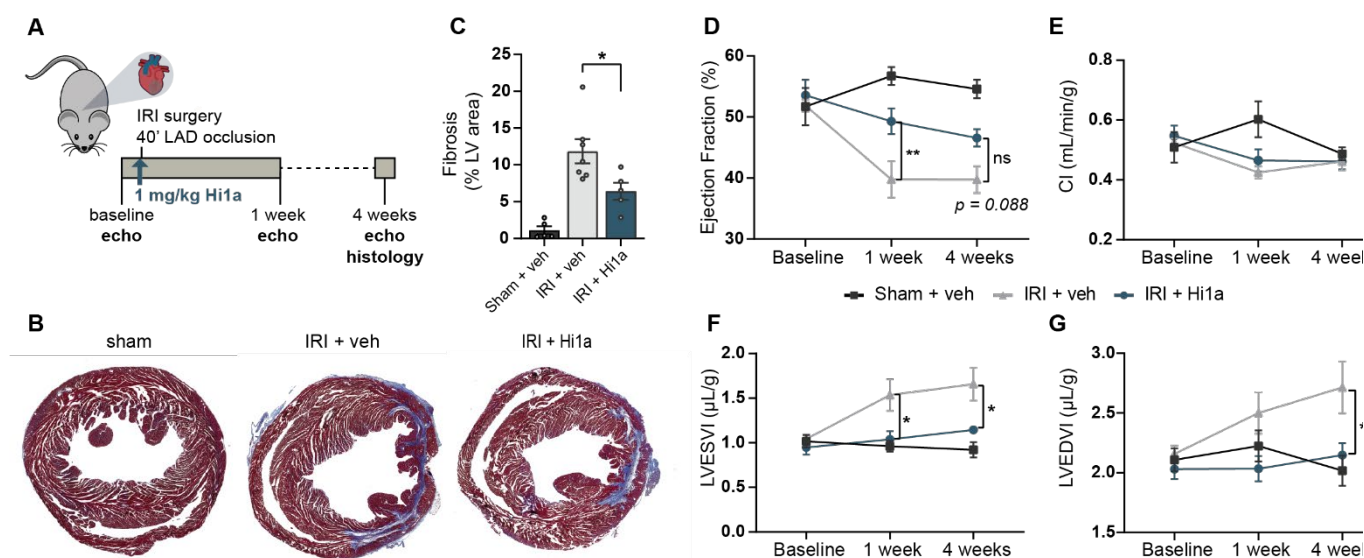 A
IRI surgery
40' LAD occlusion
1 mg/kg Hi1a
baseline
echo
1 week
echo
4 weeks
echo
histology
B
sham
IRI + veh
IRI + Hi1a
C
Fibrosis
(% LV area)
25
20
15
10
5
0
*
Sham + veh
IRI + veh
IRI + Hi1a
D
Ejection Fraction (%)
60
50
40
30
**
ns
p = 0.088
Baseline
1 week
4 weeks
E
CI (mL/min/g)
0.8
0.6
0.4
0.2
Baseline
1 week
4 week
Sham + veh
IRI + veh
IRI + Hi1a
F
LVESVI (µL/g)
2.0
1.5
1.0
0.5
0.0
*
*
Baseline
1 week
4 weeks
G
LVEDVI (µL/g)
3.0
2.5
2.0
1.5
*
Baseline
1 week
4 week